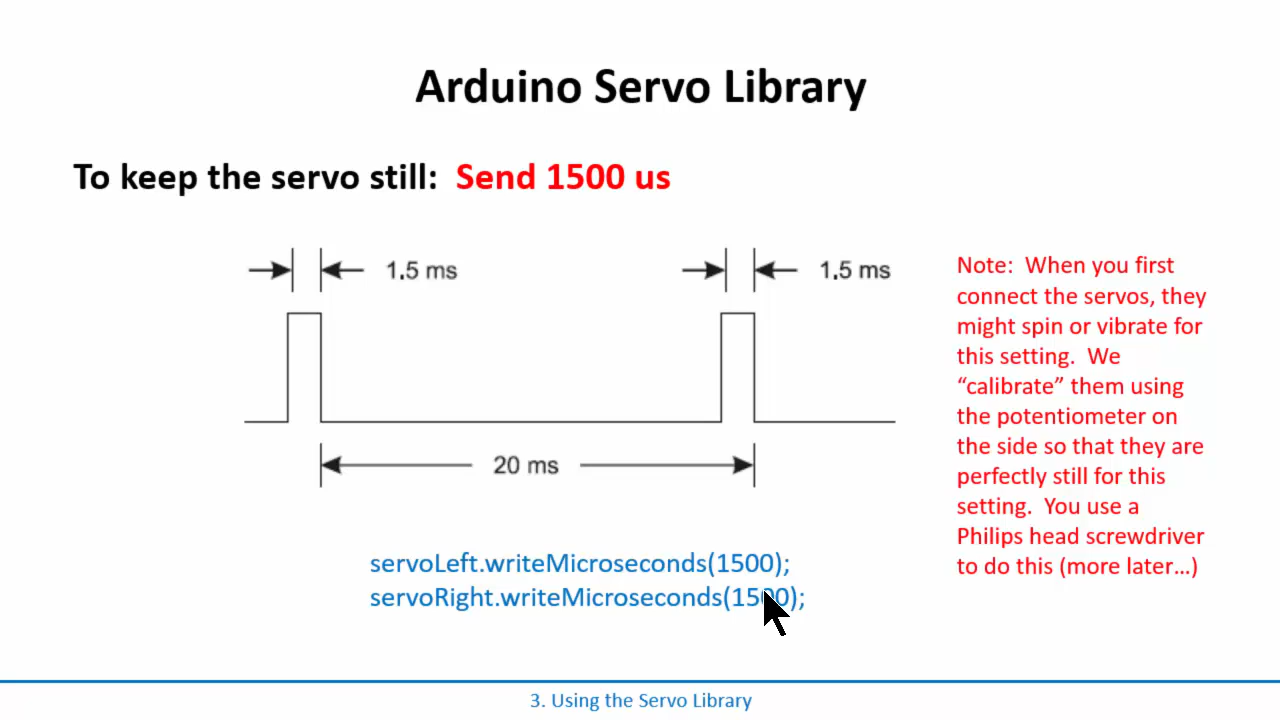 Arduino Servo Library
To keep the servo still:  Send 1500 us
1.5 ms
1.5 ms
20 ms
Note:  When you first
connect the servos, they
might spin or vibrate for
this setting.  We
“calibrate” them using
the potentiometer on
the side so that they are
perfectly still for this
setting.  You use a
Philips head screwdriver
to do this (more later…)
servoLeft.writeMicroseconds(1500);
servoRight.writeMicroseconds(1500);
3. Using the Servo Library